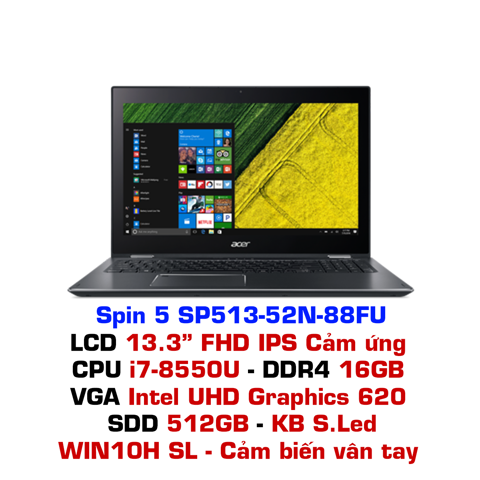 acer
Spin 5 SP513-52N-88FU
LCD 13.3” FHD IPS Cảm ứng
CPU i7-8550U - DDR4 16GB
VGA Intel UHD Graphics 620
SDD 512GB - KB S.Led
WIN10H SL - Cảm biến vân tay